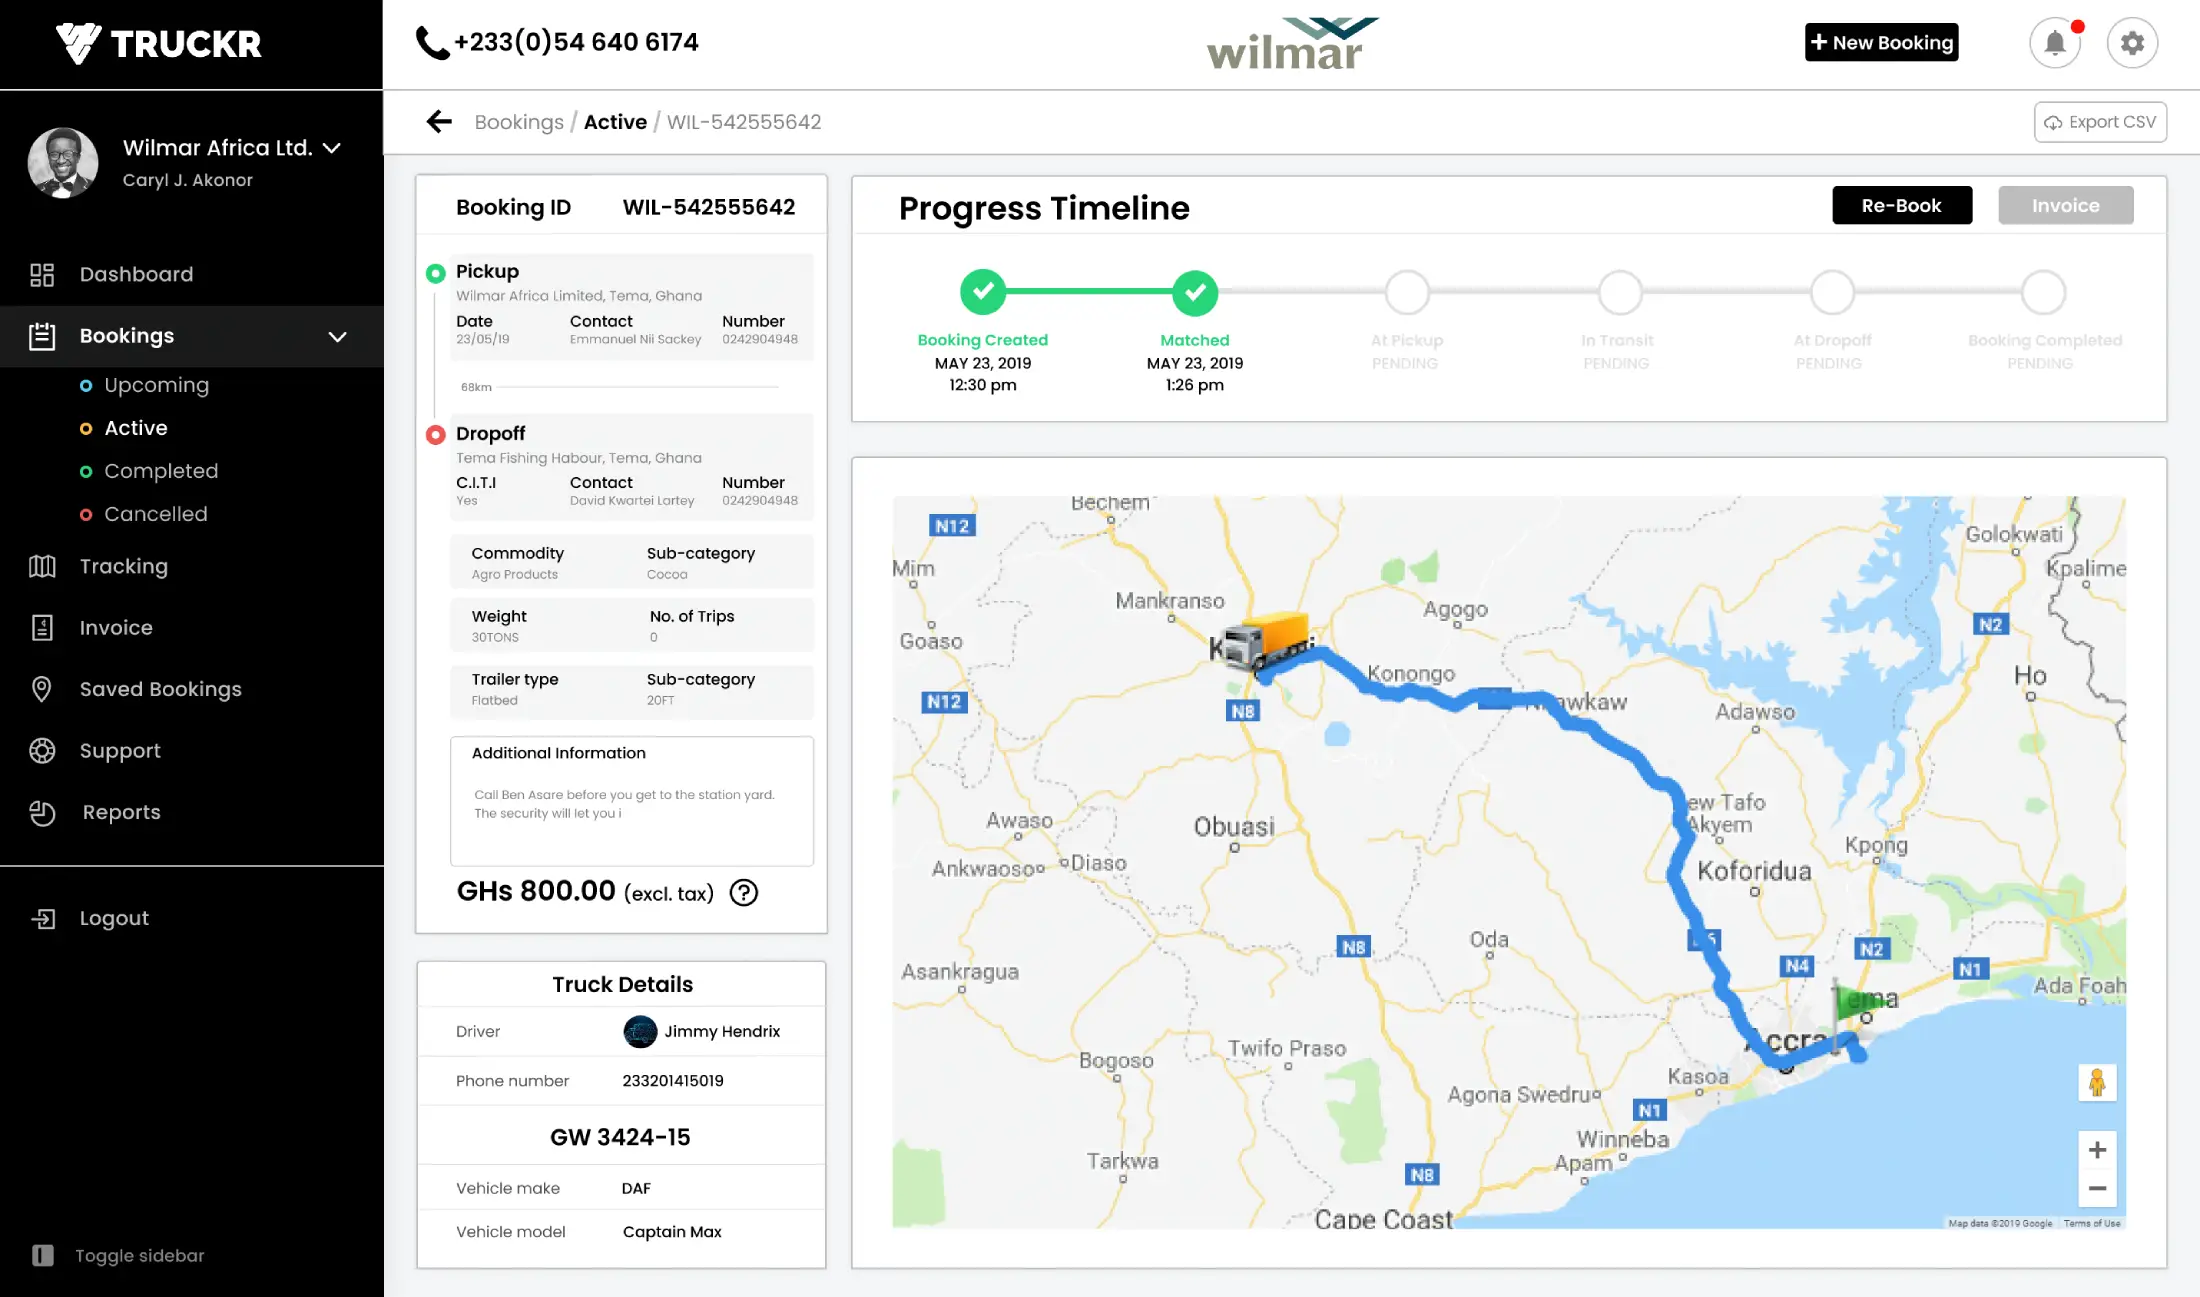 TRUCKR
+233(0)54 640 6174
wilmar
+ New Booking
Bookings / Active / WIL-542555642
Export CSV
Wilmar Africa Ltd.
Caryl J. Akonor
Dashboard
Bookings
Upcoming
Active
Completed
Cancelled
Tracking
Invoice
Saved Bookings
Support
Reports
Logout
Toggle sidebar
Booking ID WIL-542555642
Pickup
Wilmar Africa Limited, Tema, Ghana
Date Contact Number
23/05/19 Emmanuel Nii Sackey 0242904948
68km
Dropoff
Tema Fishing Habour, Tema, Ghana
C.I.T.I Contact Number
Yes David Kwartei Lartey 0242904948
Commodity Sub-category
Agro Products Cocoa
Weight No. of Trips
30TONS 0
Trailer type Sub-category
Flatbed 20FT
Additional Information
Call Ben Asare before you get to the station yard.
The security will let you i
GHs 800.00 (excl. tax) ?
Truck Details
Driver Jimmy Hendrix
Phone number 233201415019
GW 3424-15
Vehicle make DAF
Vehicle model Captain Max
Progress Timeline
Re-Book
Invoice
Booking Created Matched At Pickup In Transit At Dropoff Booking Completed
MAY 23, 2019 MAY 23, 2019 PENDING PENDING PENDING PENDING
12:30 pm 1:26 pm
Bechem
N12
Golokwati
Mim
Kpalime
Mankranso
Agogo
N2
Goaso
Konongo
Ho
N12
N8
awkaw
Adawso
ew Tafo
Awaso
Obuasi
Akyem
Kpong
Ankwaoso
Diaso
Koforidua
N8
Oda
N2
N4
N1
Asankragua
Ada Foah
ema
Accra
Twifo Praso
Bogoso
Kasoa
Agona Swedru
N1
Winneba
Tarkwa
Apam
N8
Cape Coast
+
−
Map data ©2019 Google Terms of Use